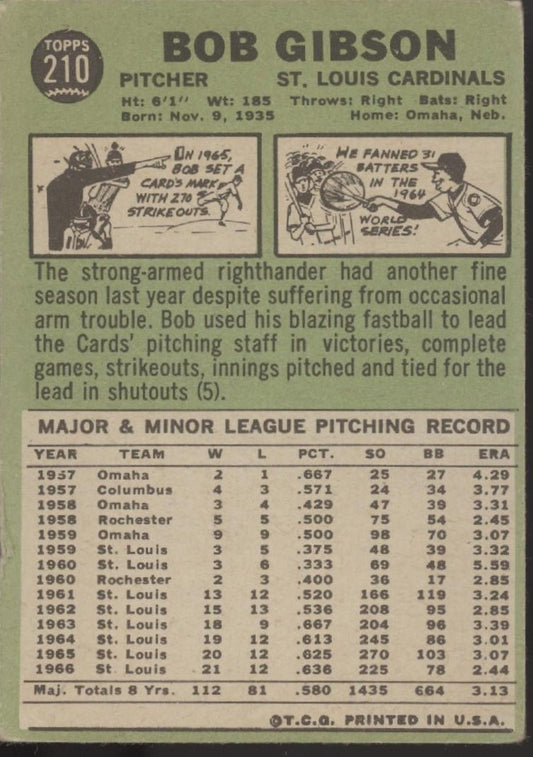 TOPPS
210
BOB GIBSON
PITCHER ST. LOUIS CARDINALS
Ht: 6'1" Wt: 185 Throws: Right Bats: Right
Born: Nov. 9, 1935 Home: Omaha, Neb.
IN 1965,
BOB SET A
CARD'S MARK
WITH 270
STRIKEOUTS.
HE FANNED 31
BATTERS
IN THE
1964
WORLD
SERIES!
The strong-armed righthander had another fine
season last year despite suffering from occasional
arm trouble. Bob used his blazing fastball to lead
the Cards' pitching staff in victories, complete
games, strikeouts, innings pitched and tied for the
lead in shutouts (5).
MAJOR & MINOR LEAGUE PITCHING RECORD
YEAR TEAM W L PCT. SO BB ERA
1957 Omaha 2 1 .667 25 27 4.29
1957 Columbus 4 3 .571 24 34 3.77
1958 Omaha 3 4 .429 47 39 3.31
1958 Rochester 5 5 .500 75 54 2.45
1959 Omaha 9 9 .500 98 70 3.07
1959 St. Louis 3 5 .375 48 39 3.32
1960 St. Louis 3 6 .333 69 48 5.59
1960 Rochester 2 3 .400 36 17 2.85
1961 St. Louis 13 12 .520 166 119 3.24
1962 St. Louis 15 13 .536 208 95 2.85
1963 St. Louis 18 9 .667 204 96 3.39
1964 St. Louis 19 12 .613 245 86 3.01
1965 St. Louis 20 12 .625 270 103 3.07
1966 St. Louis 21 12 .636 225 78 2.44
Maj. Totals 8 Yrs. 112 81 .580 1435 664 3.13
©T.C.G. PRINTED IN U.S.A.